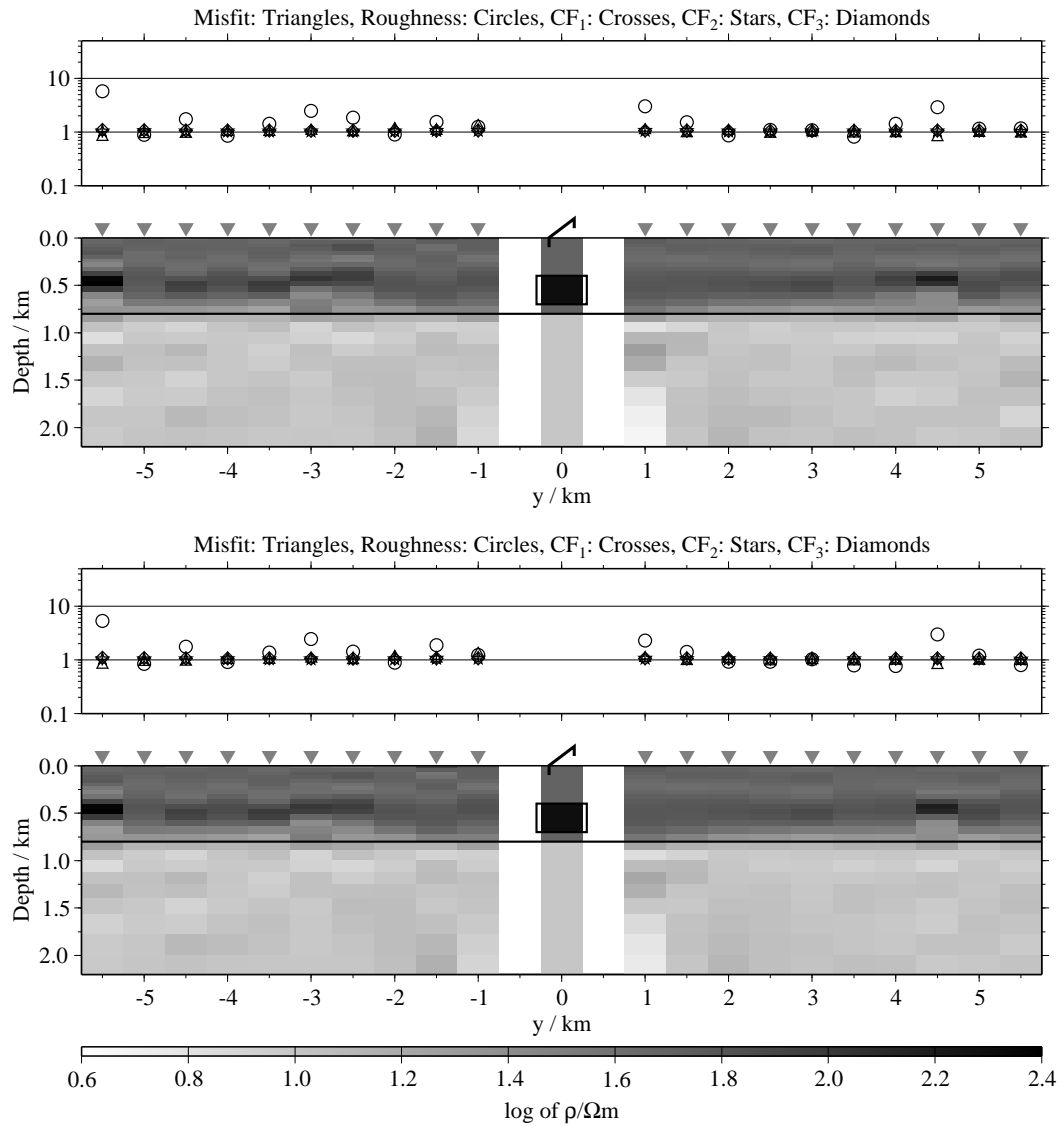 Misfit: Triangles, Roughness: Circles, CF₁: Crosses, CF₂: Stars, CF₃: Diamonds
10
1
0.1
0.0
0.5
1.0
1.5
2.0
Depth / km
-5 -4 -3 -2 -1 0 1 2 3 4 5
y / km
Misfit: Triangles, Roughness: Circles, CF₁: Crosses, CF₂: Stars, CF₃: Diamonds
10
1
0.1
0.0
0.5
1.0
1.5
2.0
Depth / km
-5 -4 -3 -2 -1 0 1 2 3 4 5
y / km
0.6 0.8 1.0 1.2 1.4 1.6 1.8 2.0 2.2 2.4
log of ρ/Ωm